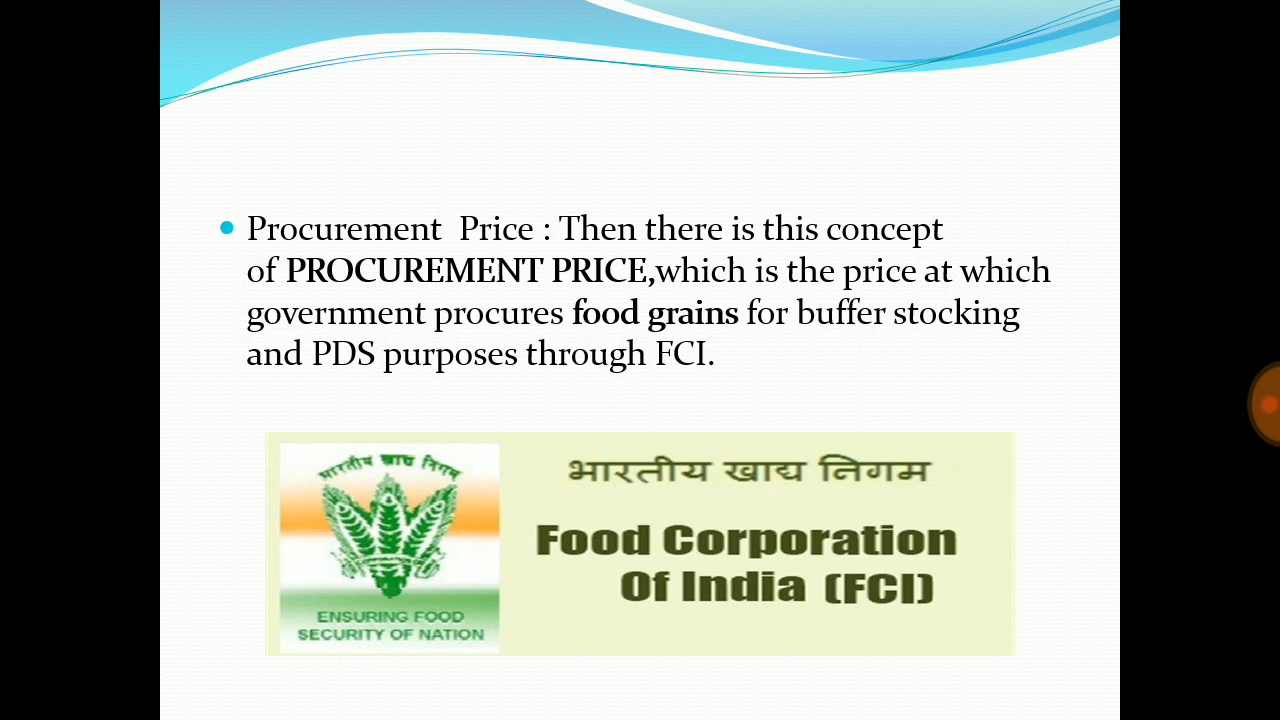 Procurement  Price : Then there is this concept
of PROCUREMENT PRICE,which is the price at which
government procures food grains for buffer stocking
and PDS purposes through FCI.
भारतीय खाद्य निगम
ENSURING FOOD
SECURITY OF NATION
भारतीय खाद्य निगम
Food Corporation
Of India (FCI)